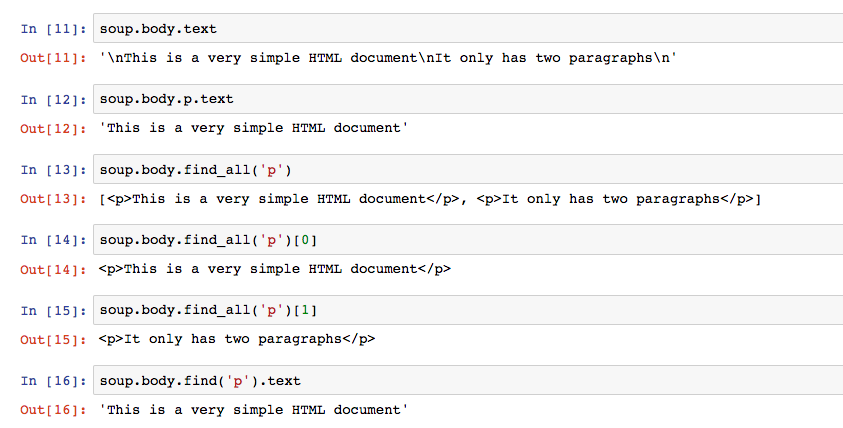 In [11]: soup.body.text
Out[11]: '\nThis is a very simple HTML document\nIt only has two paragraphs\n'
In [12]: soup.body.p.text
Out[12]: 'This is a very simple HTML document'
In [13]: soup.body.find_all('p')
Out[13]: [<p>This is a very simple HTML document</p>, <p>It only has two paragraphs</p>]
In [14]: soup.body.find_all('p')[0]
Out[14]: <p>This is a very simple HTML document</p>
In [15]: soup.body.find_all('p')[1]
Out[15]: <p>It only has two paragraphs</p>
In [16]: soup.body.find('p').text
Out[16]: 'This is a very simple HTML document'